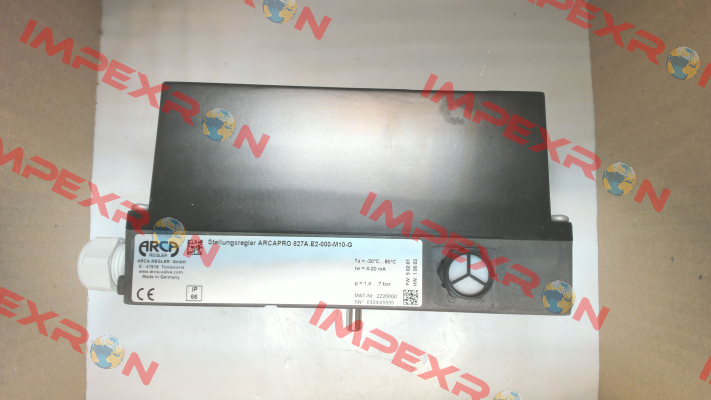 IMPEXRON
ARCA
REGLER
Stellungsregler ARCAPRO 827A.E2-000-M10-G
ARCA REGLER GmbH
D - 47918 Tönisvorst
www.arca-valve.com
Made in Germany
Ta = -30°C .. 80°C
Iw = 4-20 mA
p = 1,4 .. 7 bar
CE
IP
66